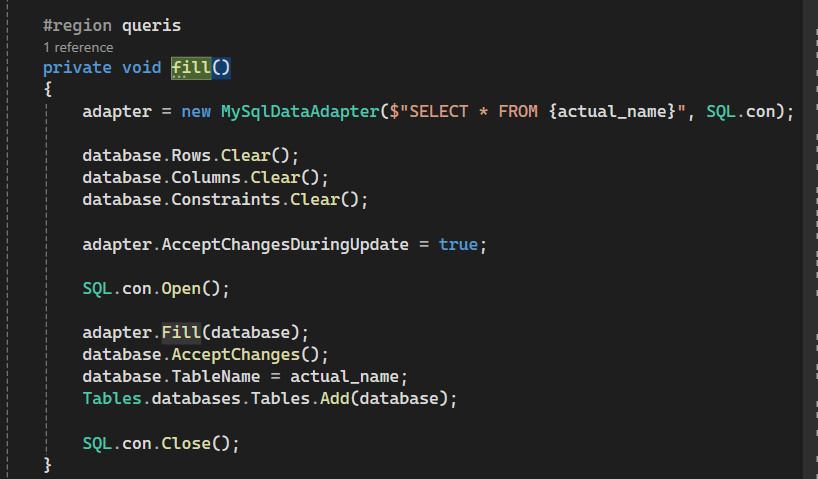 #region queris
1 reference
private void fill()
{
adapter = new MySqlDataAdapter($"SELECT * FROM {actual_name}", SQL.con);
database.Rows.Clear();
database.Columns.Clear();
database.Constraints.Clear();
adapter.AcceptChangesDuringUpdate = true;
SQL.con.Open();
adapter.Fill(database);
database.AcceptChanges();
database.TableName = actual_name;
Tables.databases.Tables.Add(database);
SQL.con.Close();
}